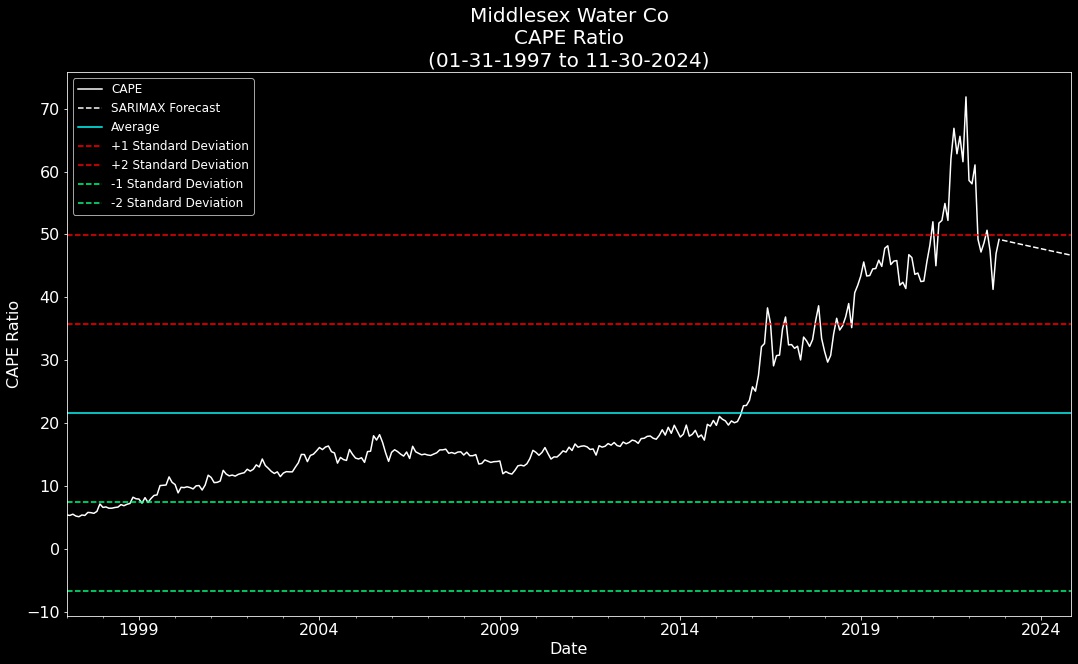 Middlesex Water Co
CAPE Ratio
(01-31-1997 to 11-30-2024)
CAPE
SARIMAX Forecast
Average
+1 Standard Deviation
+2 Standard Deviation
-1 Standard Deviation
-2 Standard Deviation
70
60
50
40
30
20
10
0
−10
CAPE Ratio
1999
2004
2009
2014
2019
2024
Date